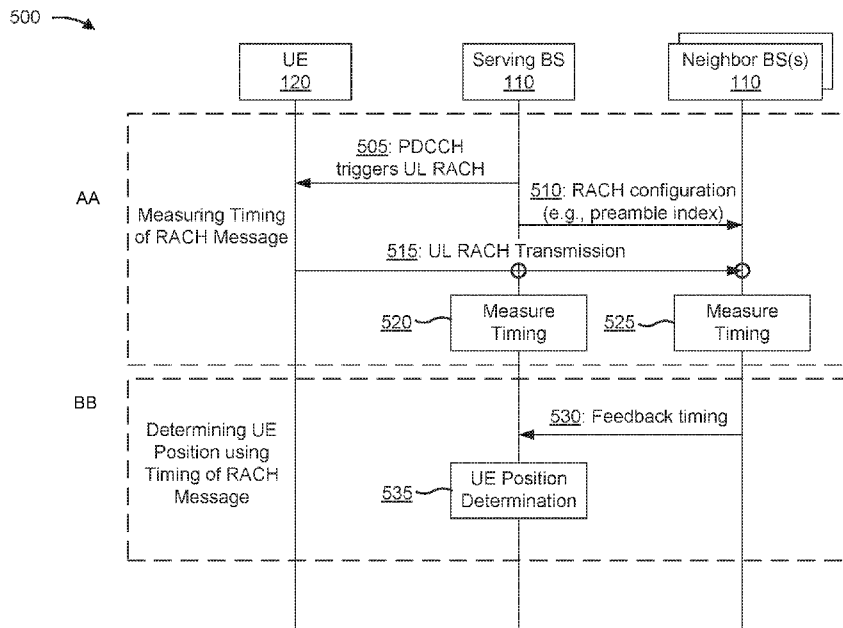 500
UE
120
Serving BS
110
Neighbor BS(s)
110
505: PDCCH
triggers UL RACH
AA
510: RACH configuration
(e.g., preamble index)
Measuring Timing
of RACH Message
515: UL RACH Transmission
520
Measure
Timing
525
Measure
Timing
BB
530: Feedback timing
Determining UE
Position using
Timing of RACH
Message
535
UE Position
Determination